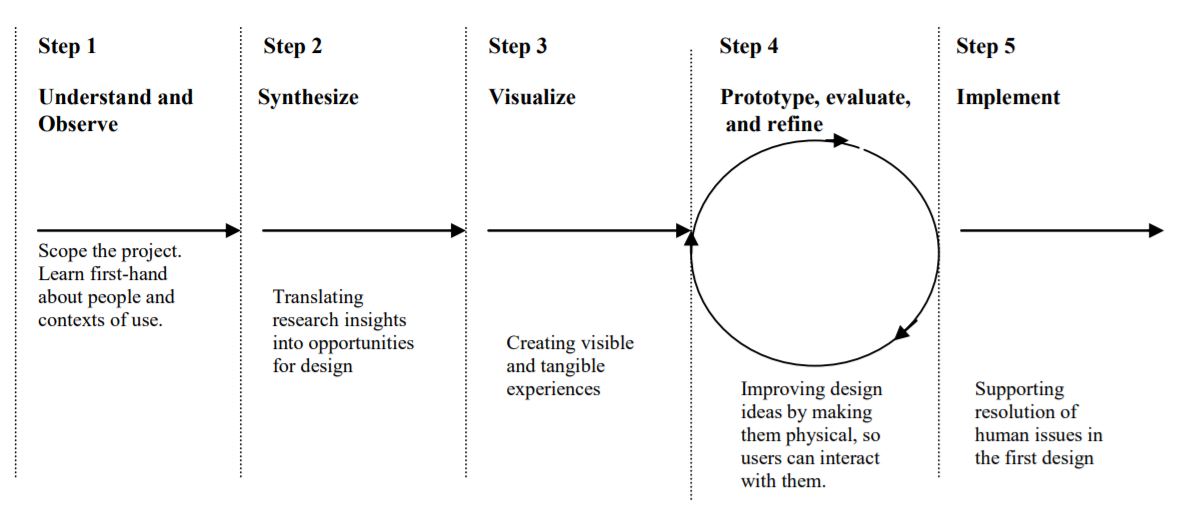 Step 1
Understand and
Observe
Scope the project.
Learn first-hand
about people and
contexts of use.
Step 2
Synthesize
Translating
research insights
into opportunities
for design
Step 3
Visualize
Creating visible
and tangible
experiences
Step 4
Prototype, evaluate,
and refine
Improving design
ideas by making
them physical, so
users can interact
with them.
Step 5
Implement
Supporting
resolution of
human issues in
the first design